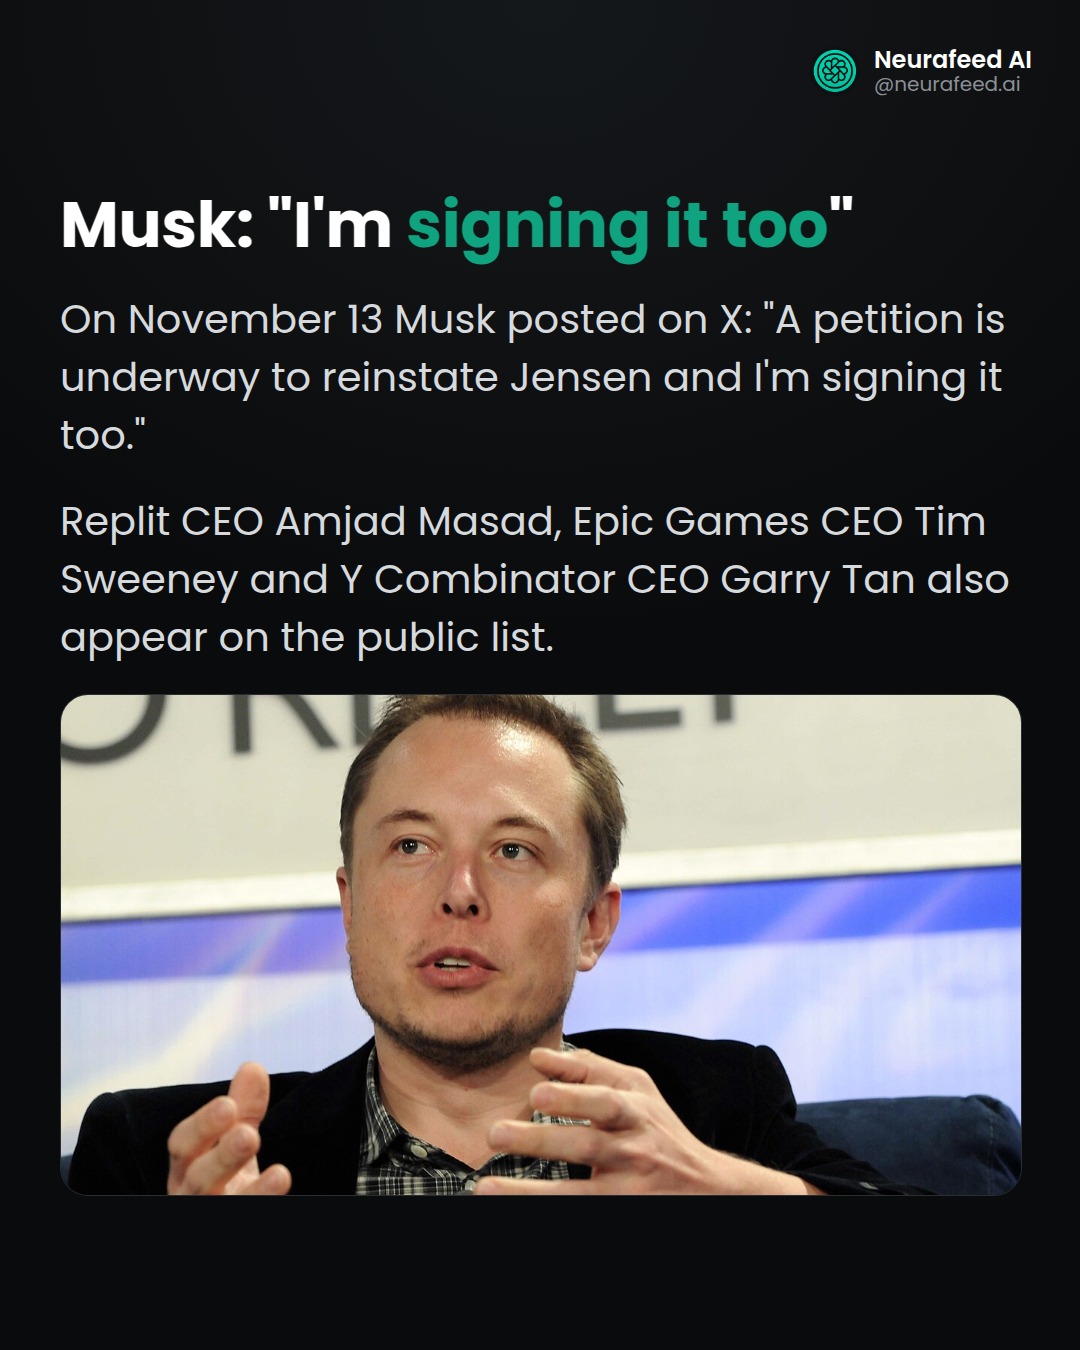 Neurafeed AI
@neurafeed.ai
Musk: "I'm signing it too"
On November 13 Musk posted on X: "A petition is
underway to reinstate Jensen and I'm signing it
too."
Replit CEO Amjad Masad, Epic Games CEO Tim
Sweeney and Y Combinator CEO Garry Tan also
appear on the public list.